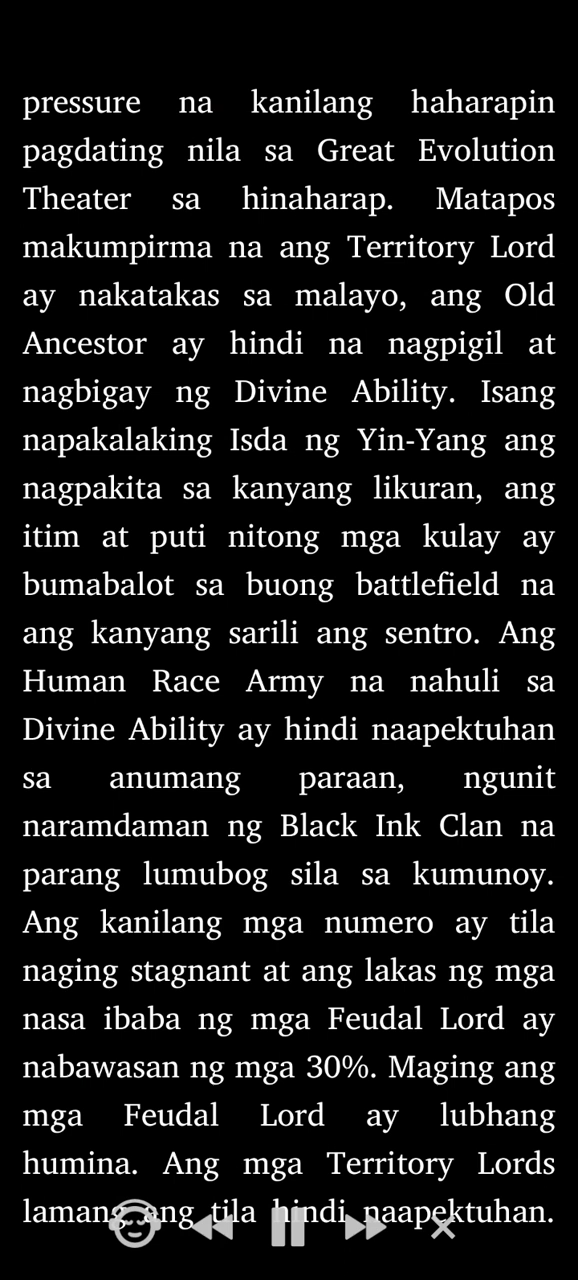 pressure na kanilang haharapin
pagdating nila sa Great Evolution
Theater sa hinaharap. Matapos
makumpirma na ang Territory Lord
ay nakatakas sa malayo, ang Old
Ancestor ay hindi na nagpigil at
nagbigay ng Divine Ability. Isang
napakalaking Isda ng Yin-Yang ang
nagpakita sa kanyang likuran, ang
itim at puti nitong mga kulay ay
bumabalot sa buong battlefield na
ang kanyang sarili ang sentro. Ang
Human Race Army na nahuli sa
Divine Ability ay hindi naapektuhan
sa anumang paraan, ngunit
naramdaman ng Black Ink Clan na
parang lumubog sila sa kumunoy.
Ang kanilang mga numero ay tila
naging stagnant at ang lakas ng mga
nasa ibaba ng mga Feudal Lord ay
nabawasan ng mga 30%. Maging ang
mga Feudal Lord ay lubhang
humina. Ang mga Territory Lords
lamang ang tila hindi naapektuhan.